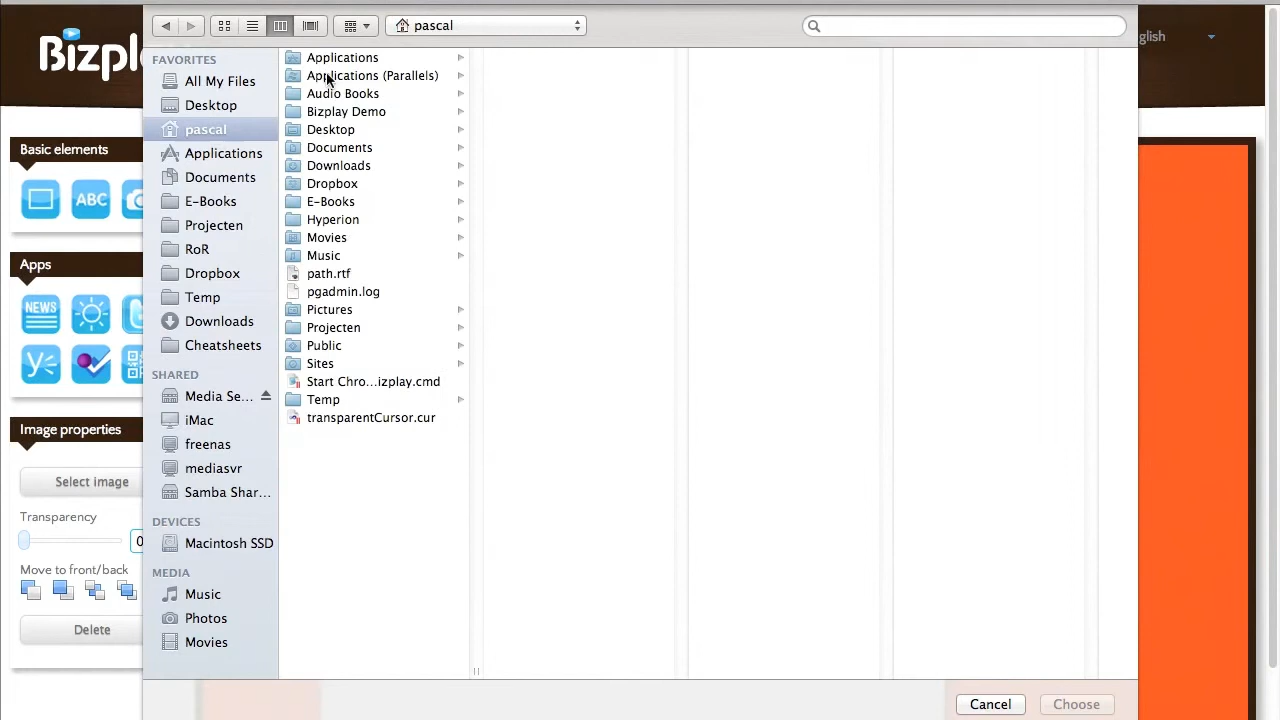 pascal
Bizpl
glish
FAVORITES
All My Files
Desktop
pascal
Applications
Documents
E-Books
Projecten
RoR
Dropbox
Temp
Downloads
Cheatsheets
SHARED
Media Se...
iMac
freenas
mediasvr
Samba Shar...
DEVICES
Macintosh SSD
MEDIA
Music
Photos
Movies
Applications
Applications (Parallels)
Audio Books
Bizplay Demo
Desktop
Documents
Downloads
Dropbox
E-Books
Hyperion
Movies
Music
path.rtf
pgadmin.log
Pictures
Projecten
Public
Sites
Start Chro...izplay.cmd
Temp
transparentCursor.cur
Basic elements
ABC
Apps
NEWS
Image properties
Select image
Transparency
0
Move to front/back
Delete
Cancel
Choose